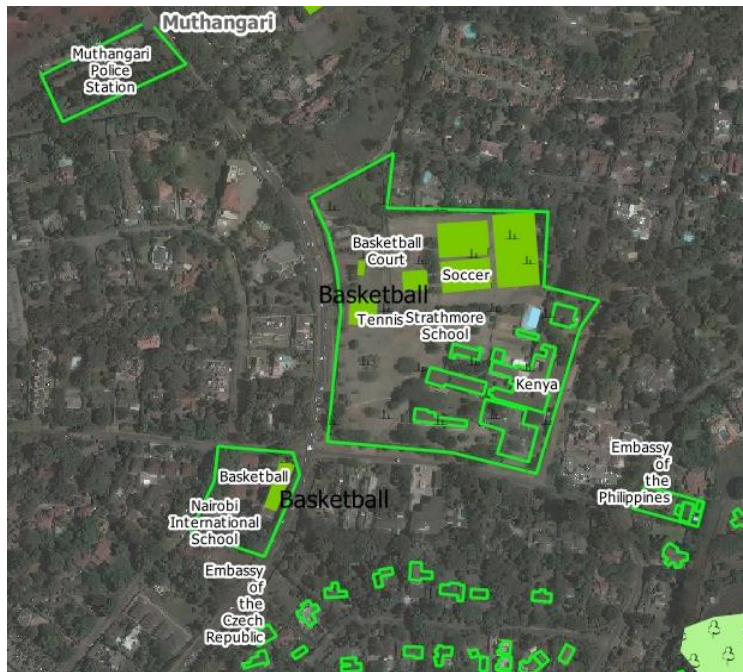 Muthangari
Muthangari
Police
Station
Basketball
Court
Soccer
Basketball
Tennis
Strathmore
School
Kenya
Embassy
of
the
Philippines
Basketball
Basketball
Nairobi
International
School
Embassy
of
the
Czech
Republic